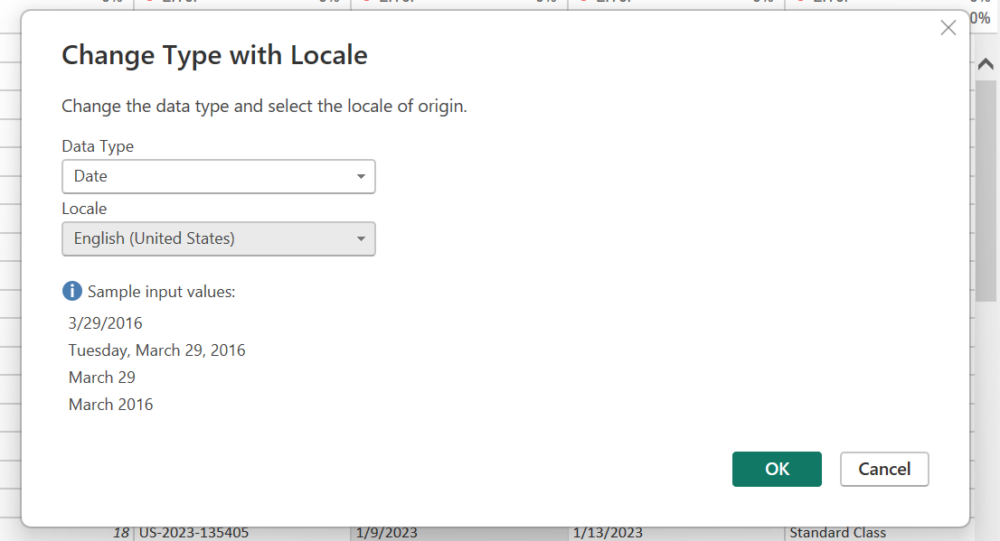 0%
Change Type with Locale
Change the data type and select the locale of origin.
Data Type
Date
Locale
English (United States)
Sample input values:
3/29/2016
Tuesday, March 29, 2016
March 29
March 2016
OK
Cancel
18 US-2023-135405 1/9/2023 1/13/2023 Standard Class